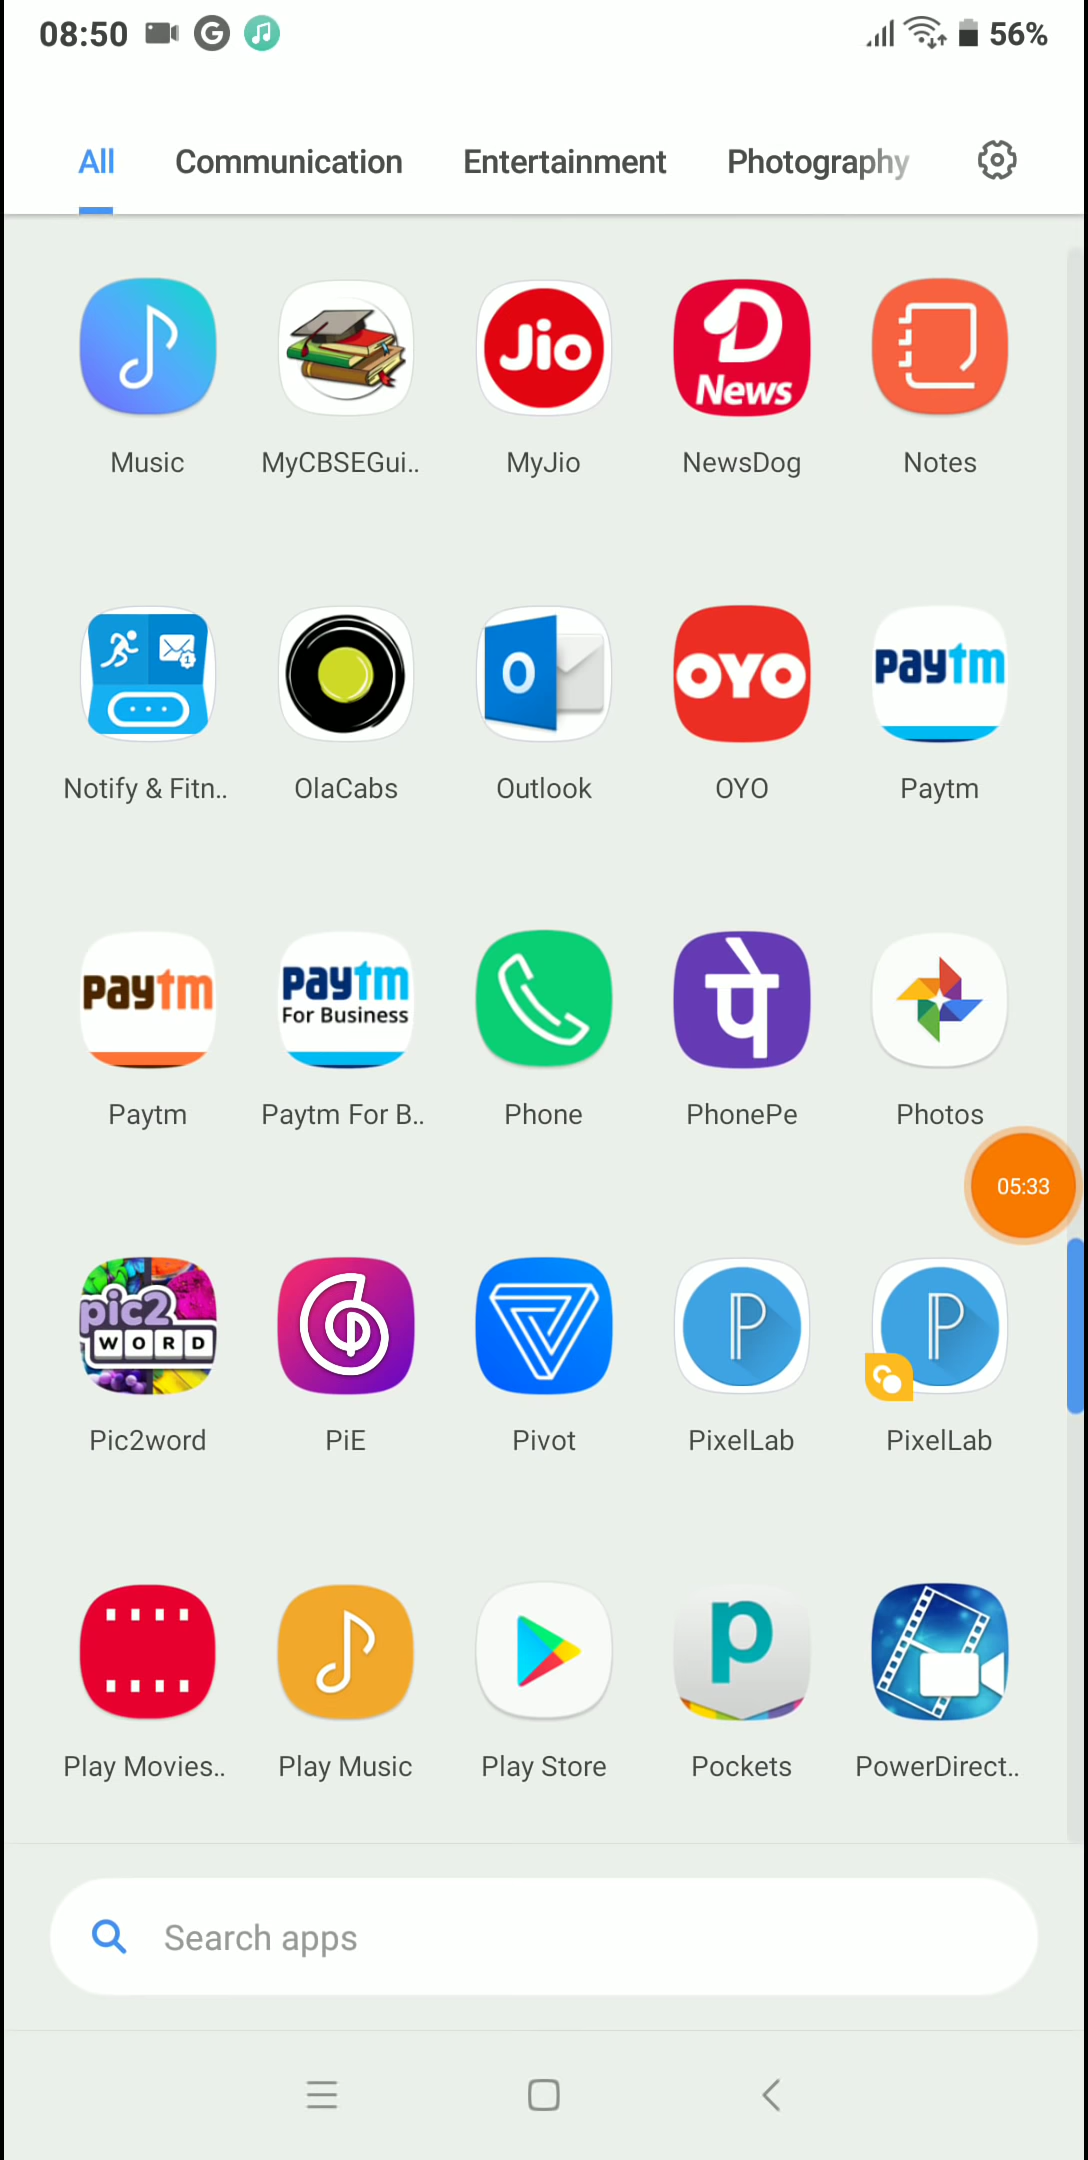 08:50 G 56%
All Communication Entertainment Photography
Jio
News
Music MyCBSEGui.. MyJio NewsDog Notes
1
O
OYO
paytm
Notify & Fitn.. OlaCabs Outlook OYO Paytm
paytm
paytm
For Business
पे
Paytm Paytm For B.. Phone PhonePe Photos
05:33
pic2
WORD
P
P
Pic2word PiE Pivot PixelLab PixelLab
p
Play Movies.. Play Music Play Store Pockets PowerDirect..
Search apps